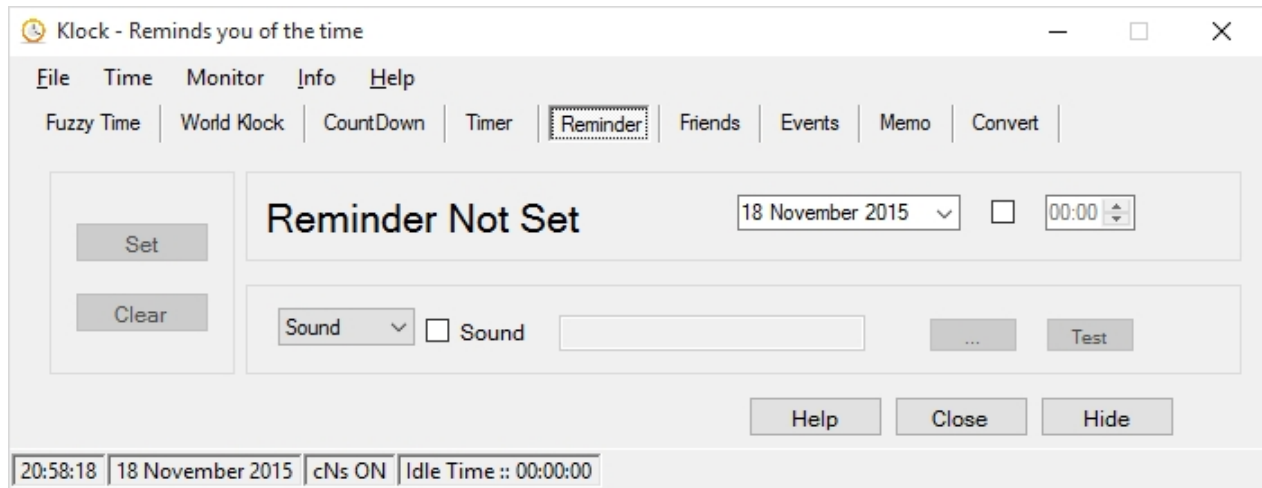 Klock - Reminds you of the time
File Time Monitor Info Help
Fuzzy Time World Klock CountDown Timer Reminder Friends Events Memo Convert
Set
Clear
Reminder Not Set 18 November 2015 00:00
Sound Sound ... Test
Help Close Hide
20:58:18 18 November 2015 cNs ON Idle Time :: 00:00:00